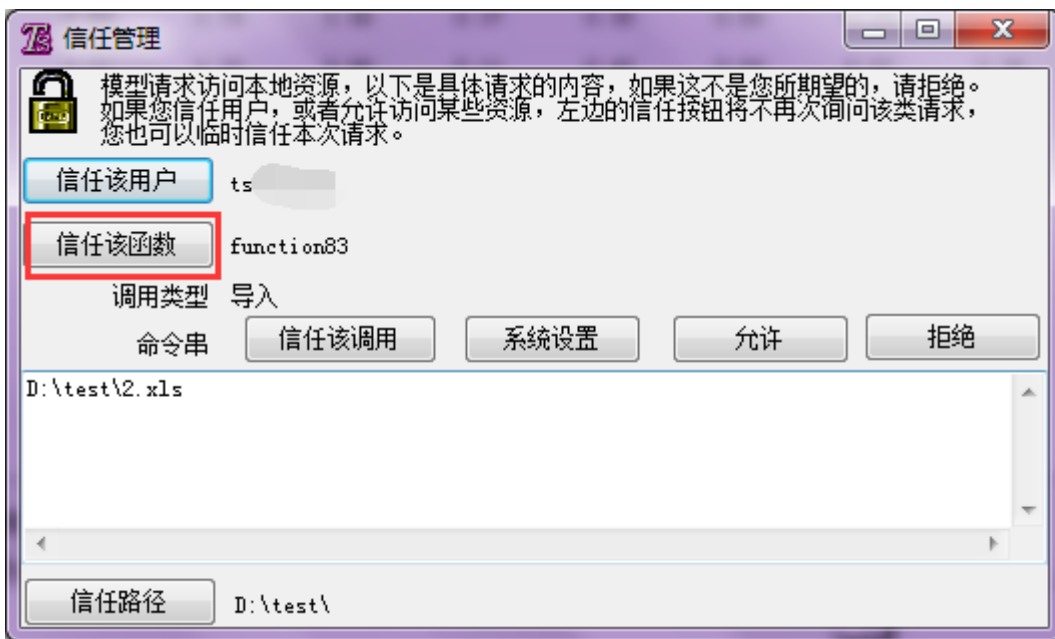 信任管理
模型请求访问本地资源，以下是具体请求的内容，如果这不是您所期望的，请拒绝。
如果您信任用户，或者允许访问某些资源，左边的信任按钮将不再次询问该类请求，
您也可以临时信任本次请求。
信任该用户 ts
信任该函数 function83
调用类型 导入
命令串 信任该调用 系统设置 允许 拒绝
D:\test\2.xls
信任路径 D:\test\